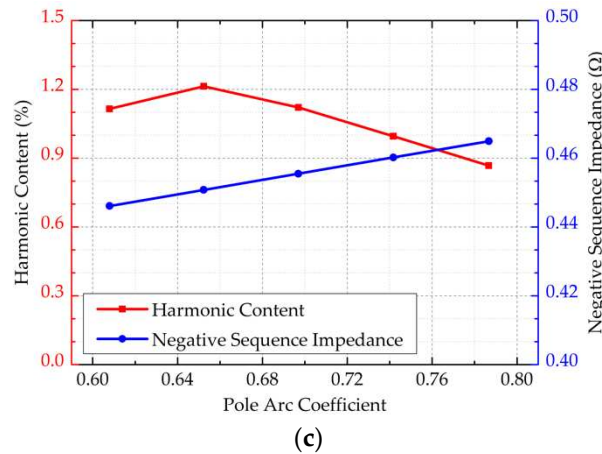 1.5
1.2
0.9
0.6
0.3
0.0
Harmonic Content (%)
0.50
0.48
0.46
0.44
0.42
0.40
Negative Sequence Impedance (Ω)
Harmonic Content
Negative Sequence Impedance
0.60 0.64 0.68 0.72 0.76 0.80
Pole Arc Coefficient
(c)